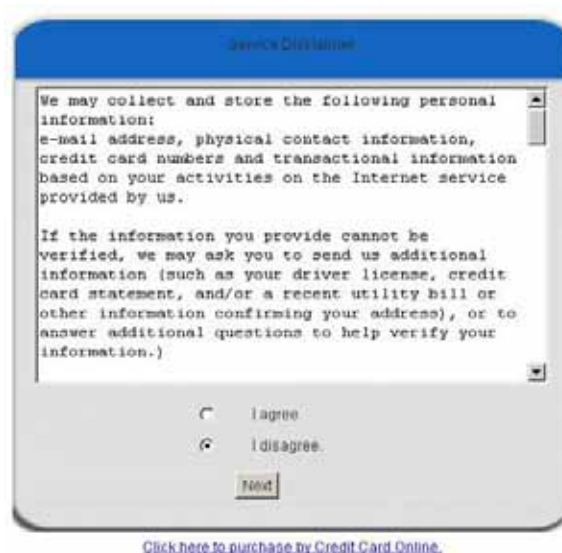 Service Disclaimer
We may collect and store the following personal
information:
e-mail address, physical contact information,
credit card numbers and transactional information
based on your activities on the Internet service
provided by us.
If the information you provide cannot be
verified, we may ask you to send us additional
information (such as your driver license, credit
card statement, and/or a recent utility bill or
other information confirming your address), or to
answer additional questions to help verify your
information.)
I agree.
I disagree.
Next
Click here to purchase by Credit Card Online.